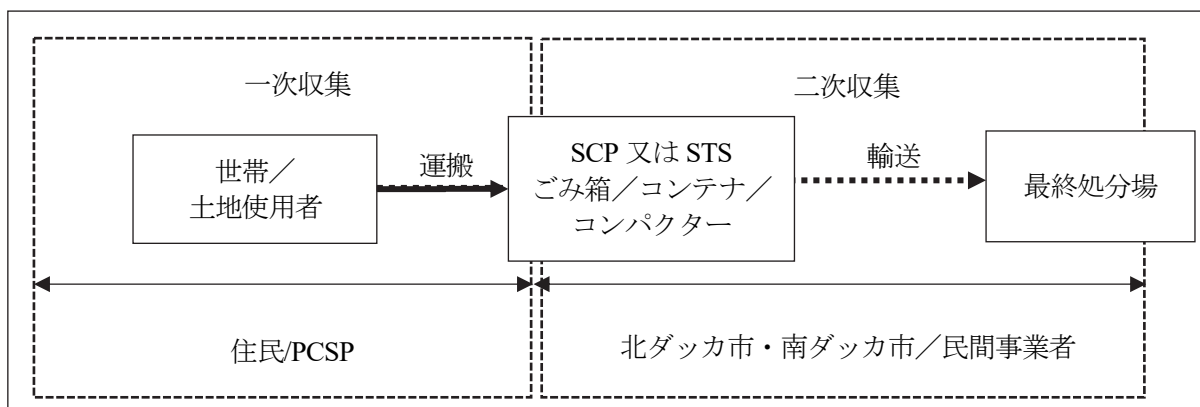 一次収集
二次収集
世帯／
土地使用者
運搬
SCP 又は STS
ごみ箱／コンテナ／
コンパクター
輸送
最終処分場
住民/PCSP
北ダッカ市・南ダッカ市／民間事業者